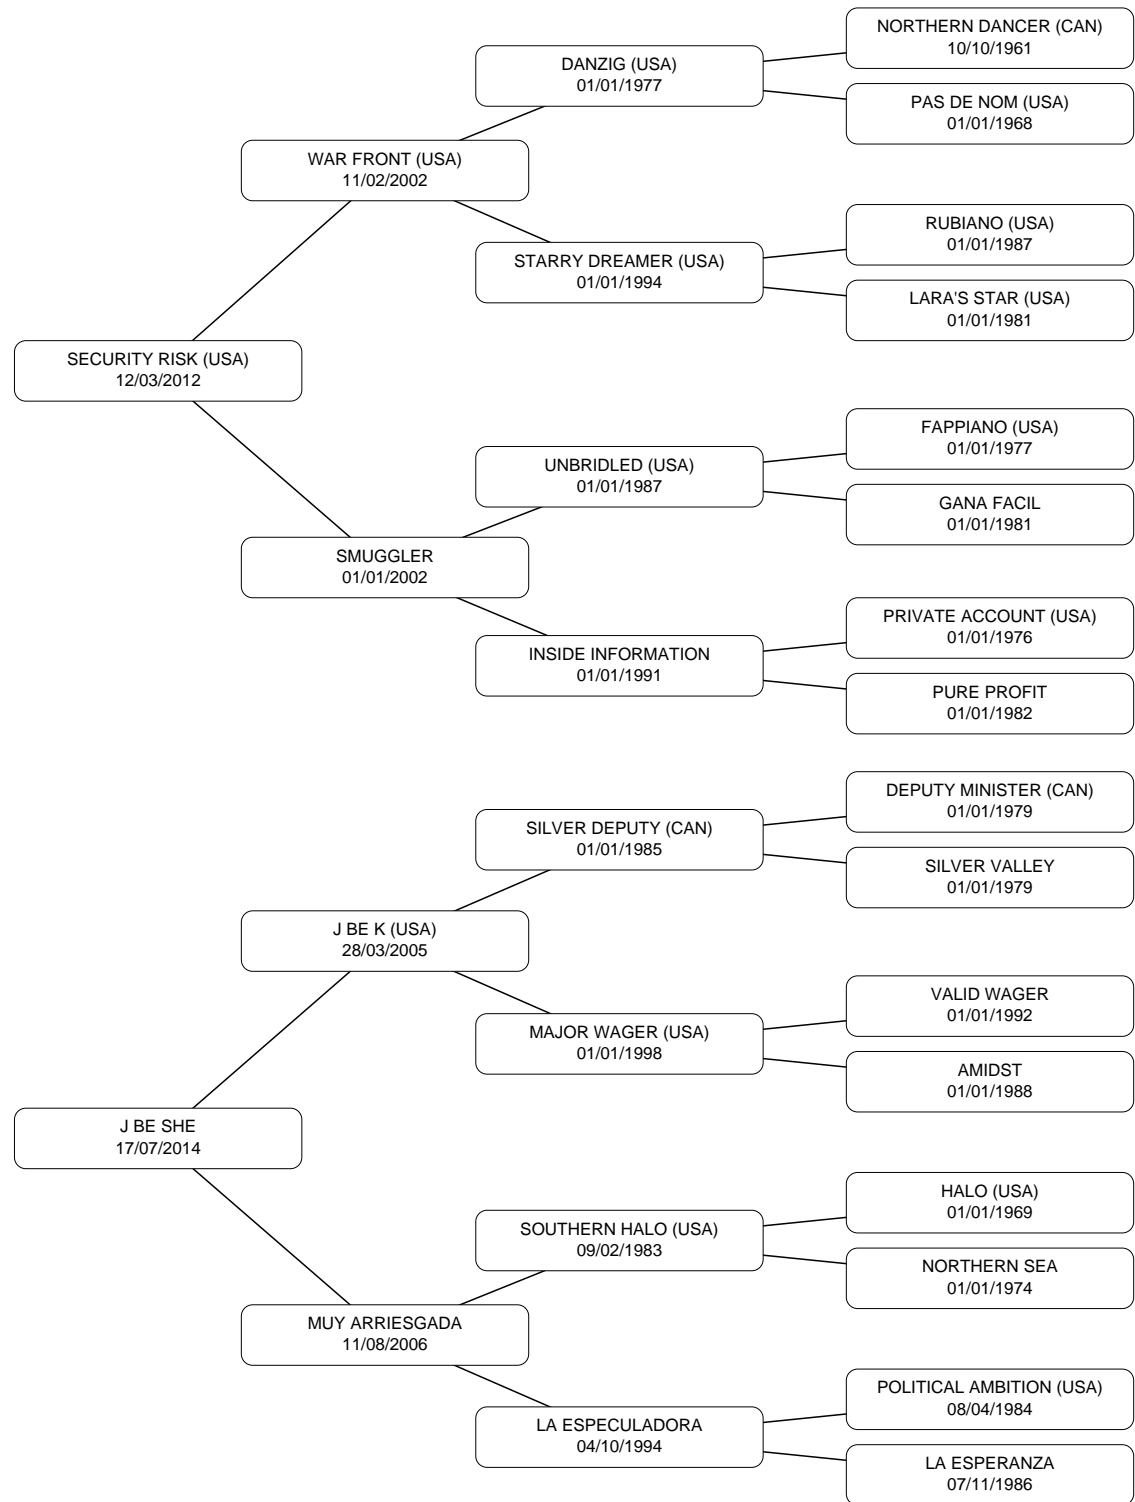 NORTHERN DANCER (CAN)
10/10/1961
DANZIG (USA)
01/01/1977
PAS DE NOM (USA)
01/01/1968
WAR FRONT (USA)
11/02/2002
RUBIANO (USA)
01/01/1987
STARRY DREAMER (USA)
01/01/1994
LARA'S STAR (USA)
01/01/1981
SECURITY RISK (USA)
12/03/2012
FAPPIANO (USA)
01/01/1977
UNBRIDLED (USA)
01/01/1987
GANA FACIL
01/01/1981
SMUGGLER
01/01/2002
PRIVATE ACCOUNT (USA)
01/01/1976
INSIDE INFORMATION
01/01/1991
PURE PROFIT
01/01/1982
DEPUTY MINISTER (CAN)
01/01/1979
SILVER DEPUTY (CAN)
01/01/1985
SILVER VALLEY
01/01/1979
J BE K (USA)
28/03/2005
VALID WAGER
01/01/1992
MAJOR WAGER (USA)
01/01/1998
AMIDST
01/01/1988
J BE SHE
17/07/2014
HALO (USA)
01/01/1969
SOUTHERN HALO (USA)
09/02/1983
NORTHERN SEA
01/01/1974
MUY ARRIESGADA
11/08/2006
POLITICAL AMBITION (USA)
08/04/1984
LA ESPECULADORA
04/10/1994
LA ESPERANZA
07/11/1986